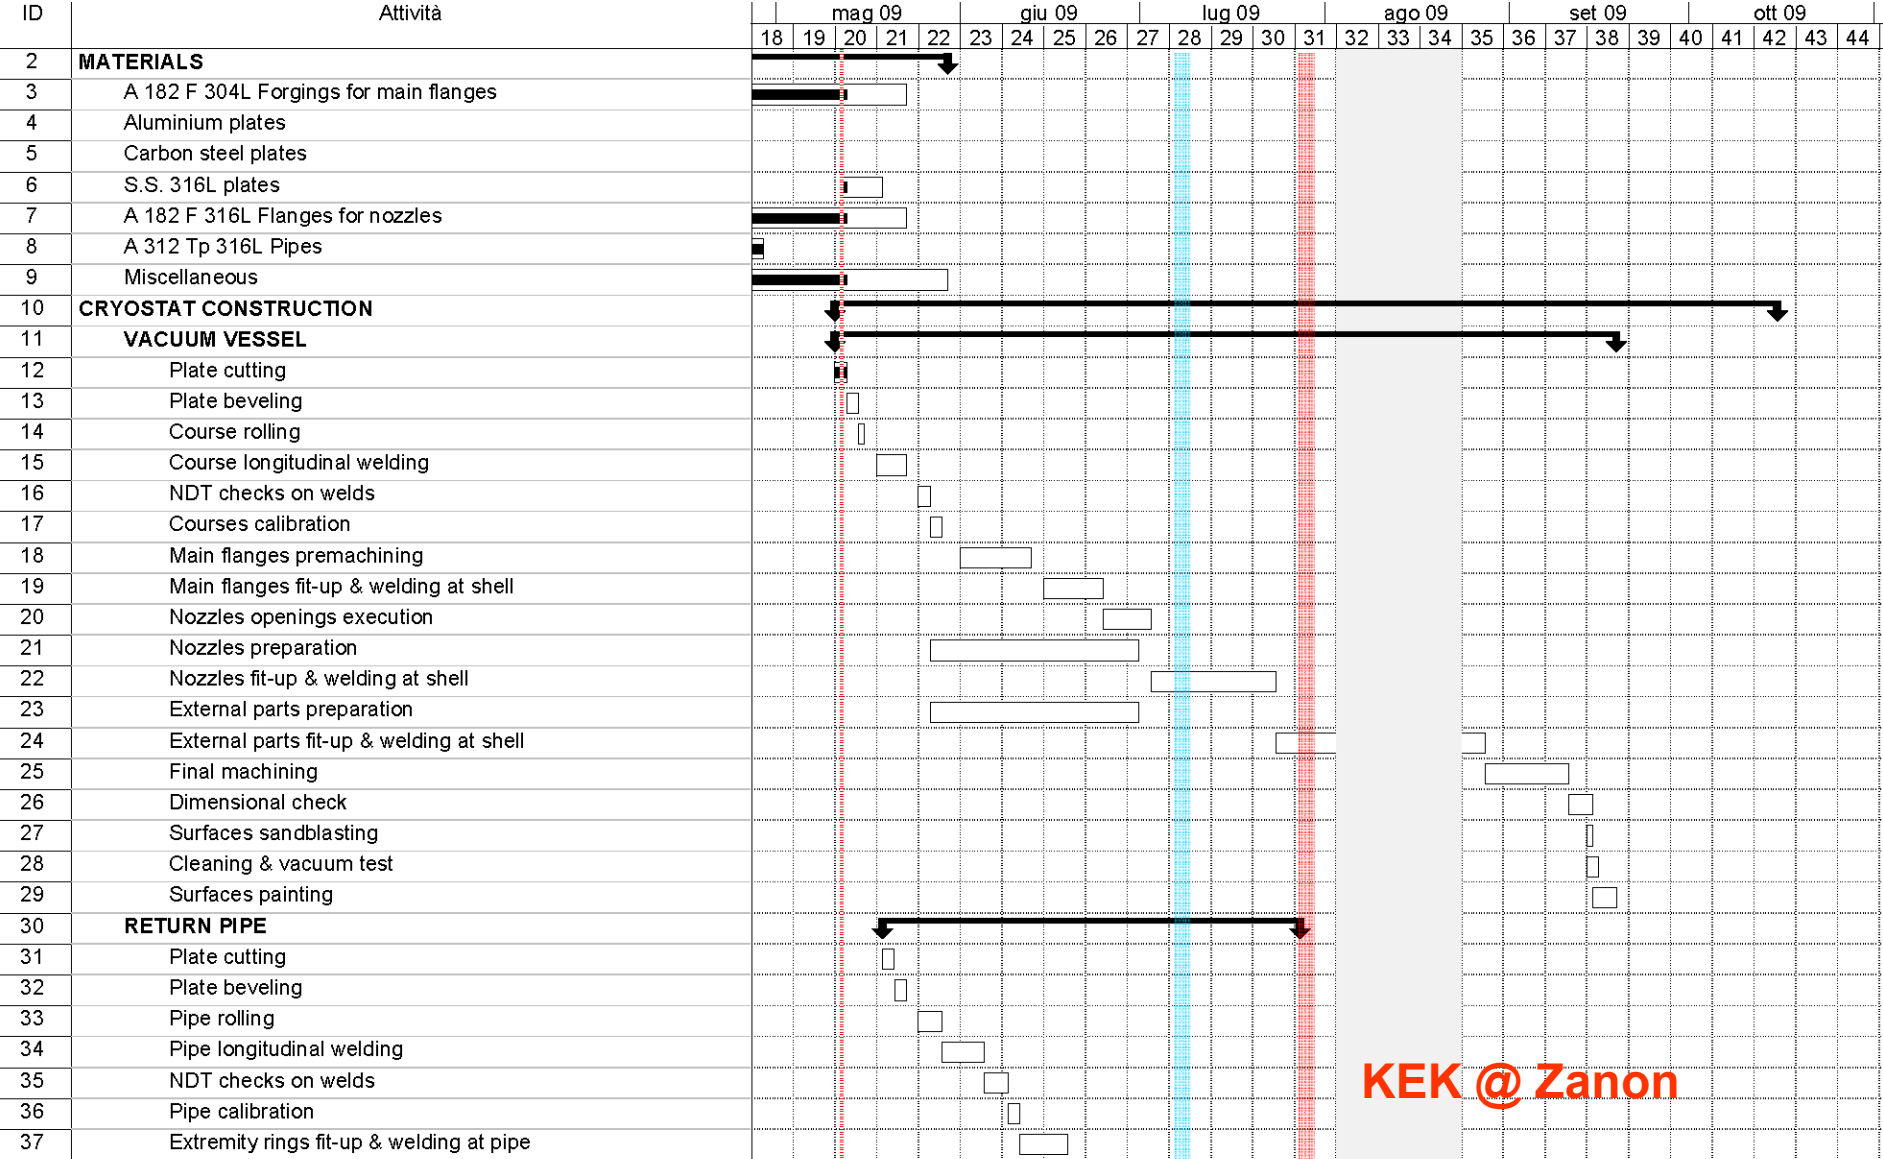 ID Attività mag 09 giu 09 lug 09 ago 09 set 09 ott 09
18 19 20 21 22 23 24 25 26 27 28 29 30 31 32 33 34 35 36 37 38 39 40 41 42 43 44
2 MATERIALS
3 A 182 F 304L Forgings for main flanges
4 Aluminium plates
5 Carbon steel plates
6 S.S. 316L plates
7 A 182 F 316L Flanges for nozzles
8 A 312 Tp 316L Pipes
9 Miscellaneous
10 CRYOSTAT CONSTRUCTION
11 VACUUM VESSEL
12 Plate cutting
13 Plate beveling
14 Course rolling
15 Course longitudinal welding
16 NDT checks on welds
17 Courses calibration
18 Main flanges premachining
19 Main flanges fit-up & welding at shell
20 Nozzles openings execution
21 Nozzles preparation
22 Nozzles fit-up & welding at shell
23 External parts preparation
24 External parts fit-up & welding at shell
25 Final machining
26 Dimensional check
27 Surfaces sandblasting
28 Cleaning & vacuum test
29 Surfaces painting
30 RETURN PIPE
31 Plate cutting
32 Plate beveling
33 Pipe rolling
34 Pipe longitudinal welding
35 NDT checks on welds
KEK @ Zanon
36 Pipe calibration
37 Extremity rings fit-up & welding at pipe